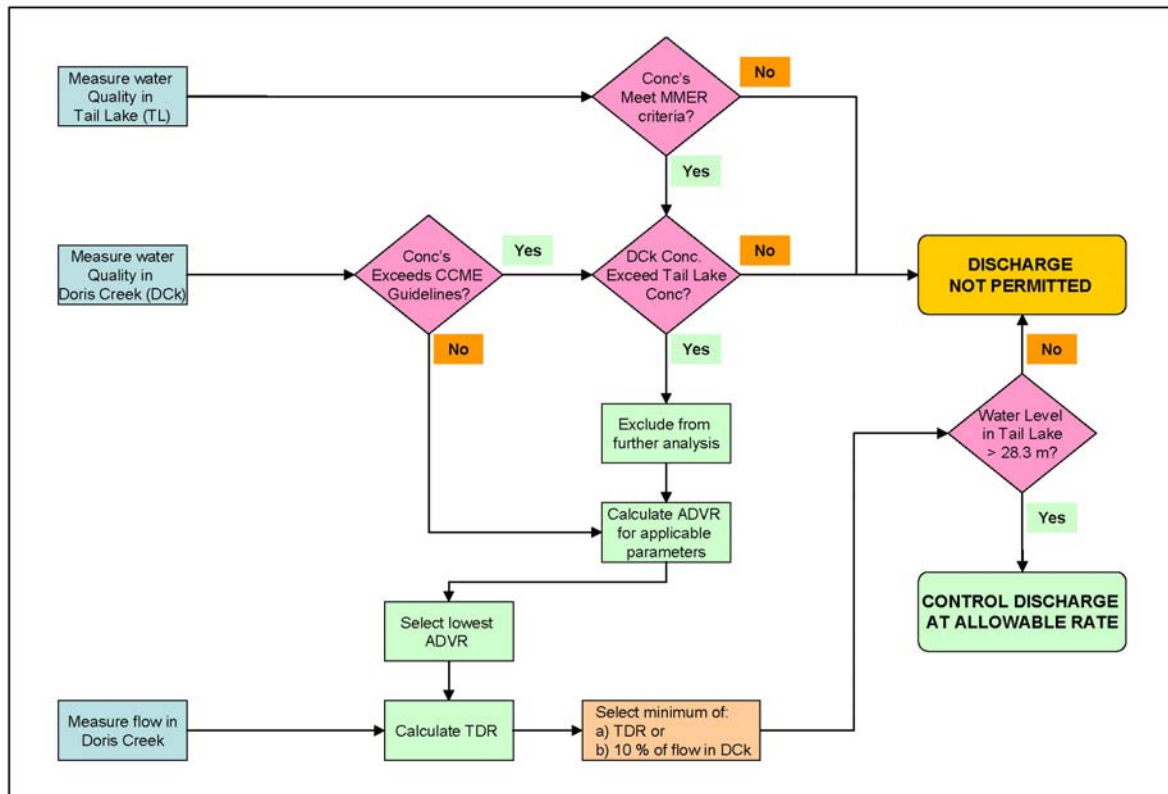 Measure water
Quality in
Tail Lake (TL)
Conc's
Meet MMER
criteria?
No
Yes
Measure water
Quality in
Doris Creek (DCk)
Conc's
Exceeds CCME
Guidelines?
Yes
DCk Conc.
Exceed Tail Lake
Conc?
No
DISCHARGE
NOT PERMITTED
No
Yes
No
Exclude from
further analysis
Water Level
in Tail Lake
> 28.3 m?
Calculate ADVR
for applicable
parameters
Yes
Select lowest
ADVR
CONTROL DISCHARGE
AT ALLOWABLE RATE
Measure flow in
Doris Creek
Calculate TDR
Select minimum of:
a) TDR or
b) 10 % of flow in DCk